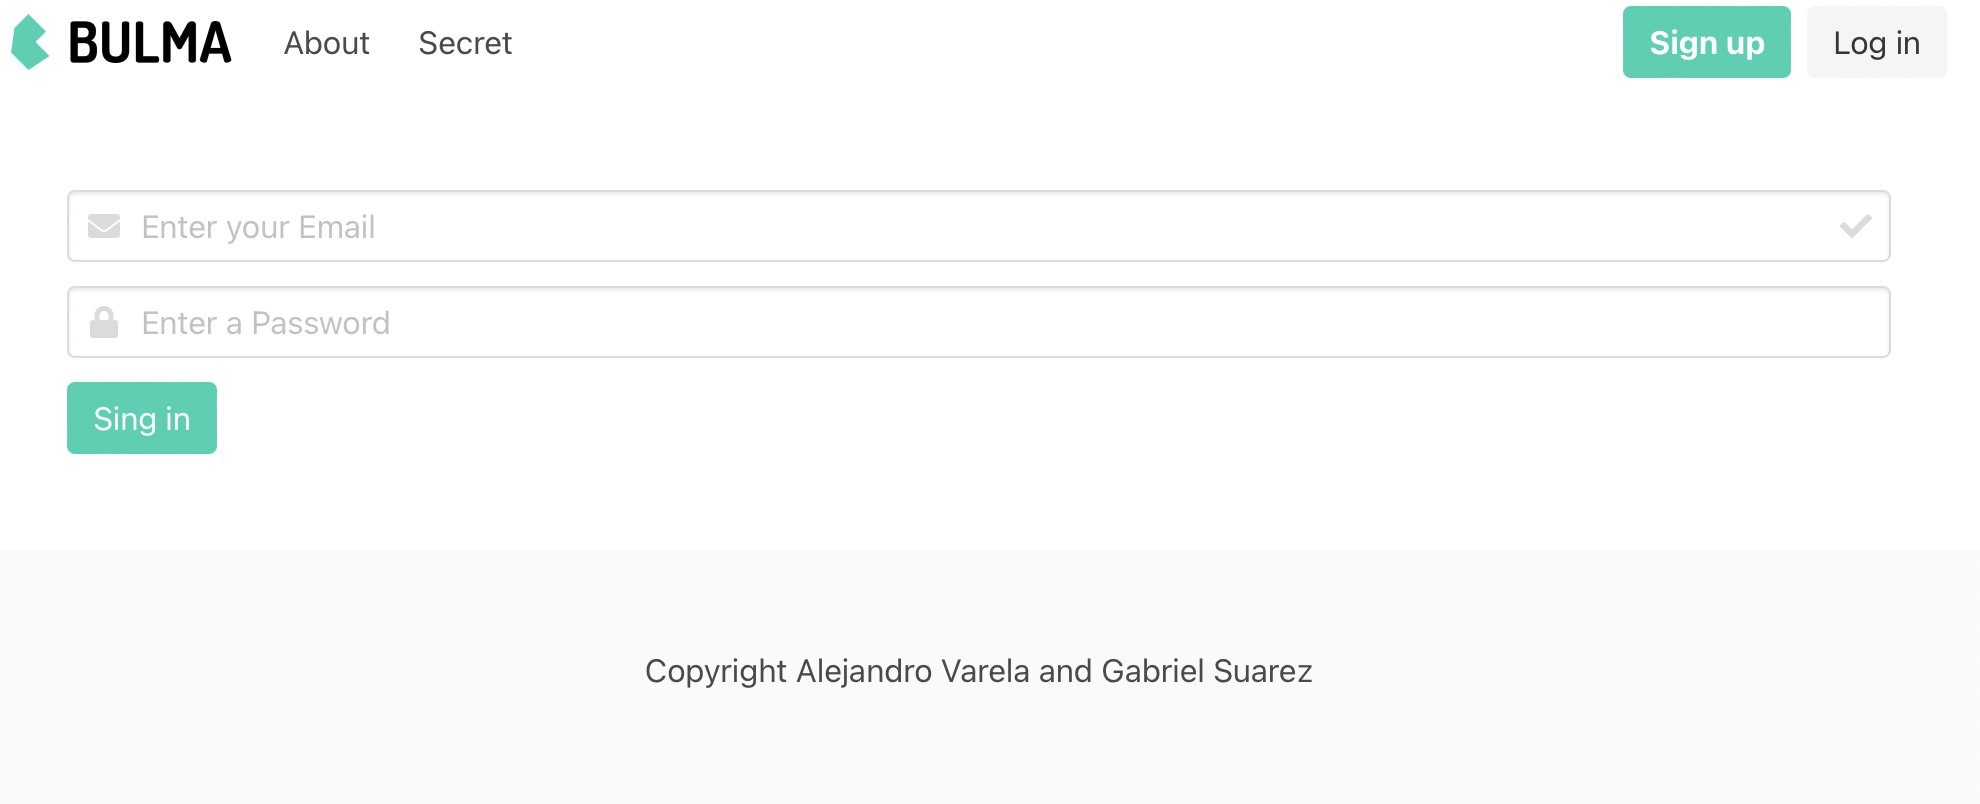 BULMA About Secret Sign up Log in
Enter your Email
Enter a Password
Sing in
Copyright Alejandro Varela and Gabriel Suarez